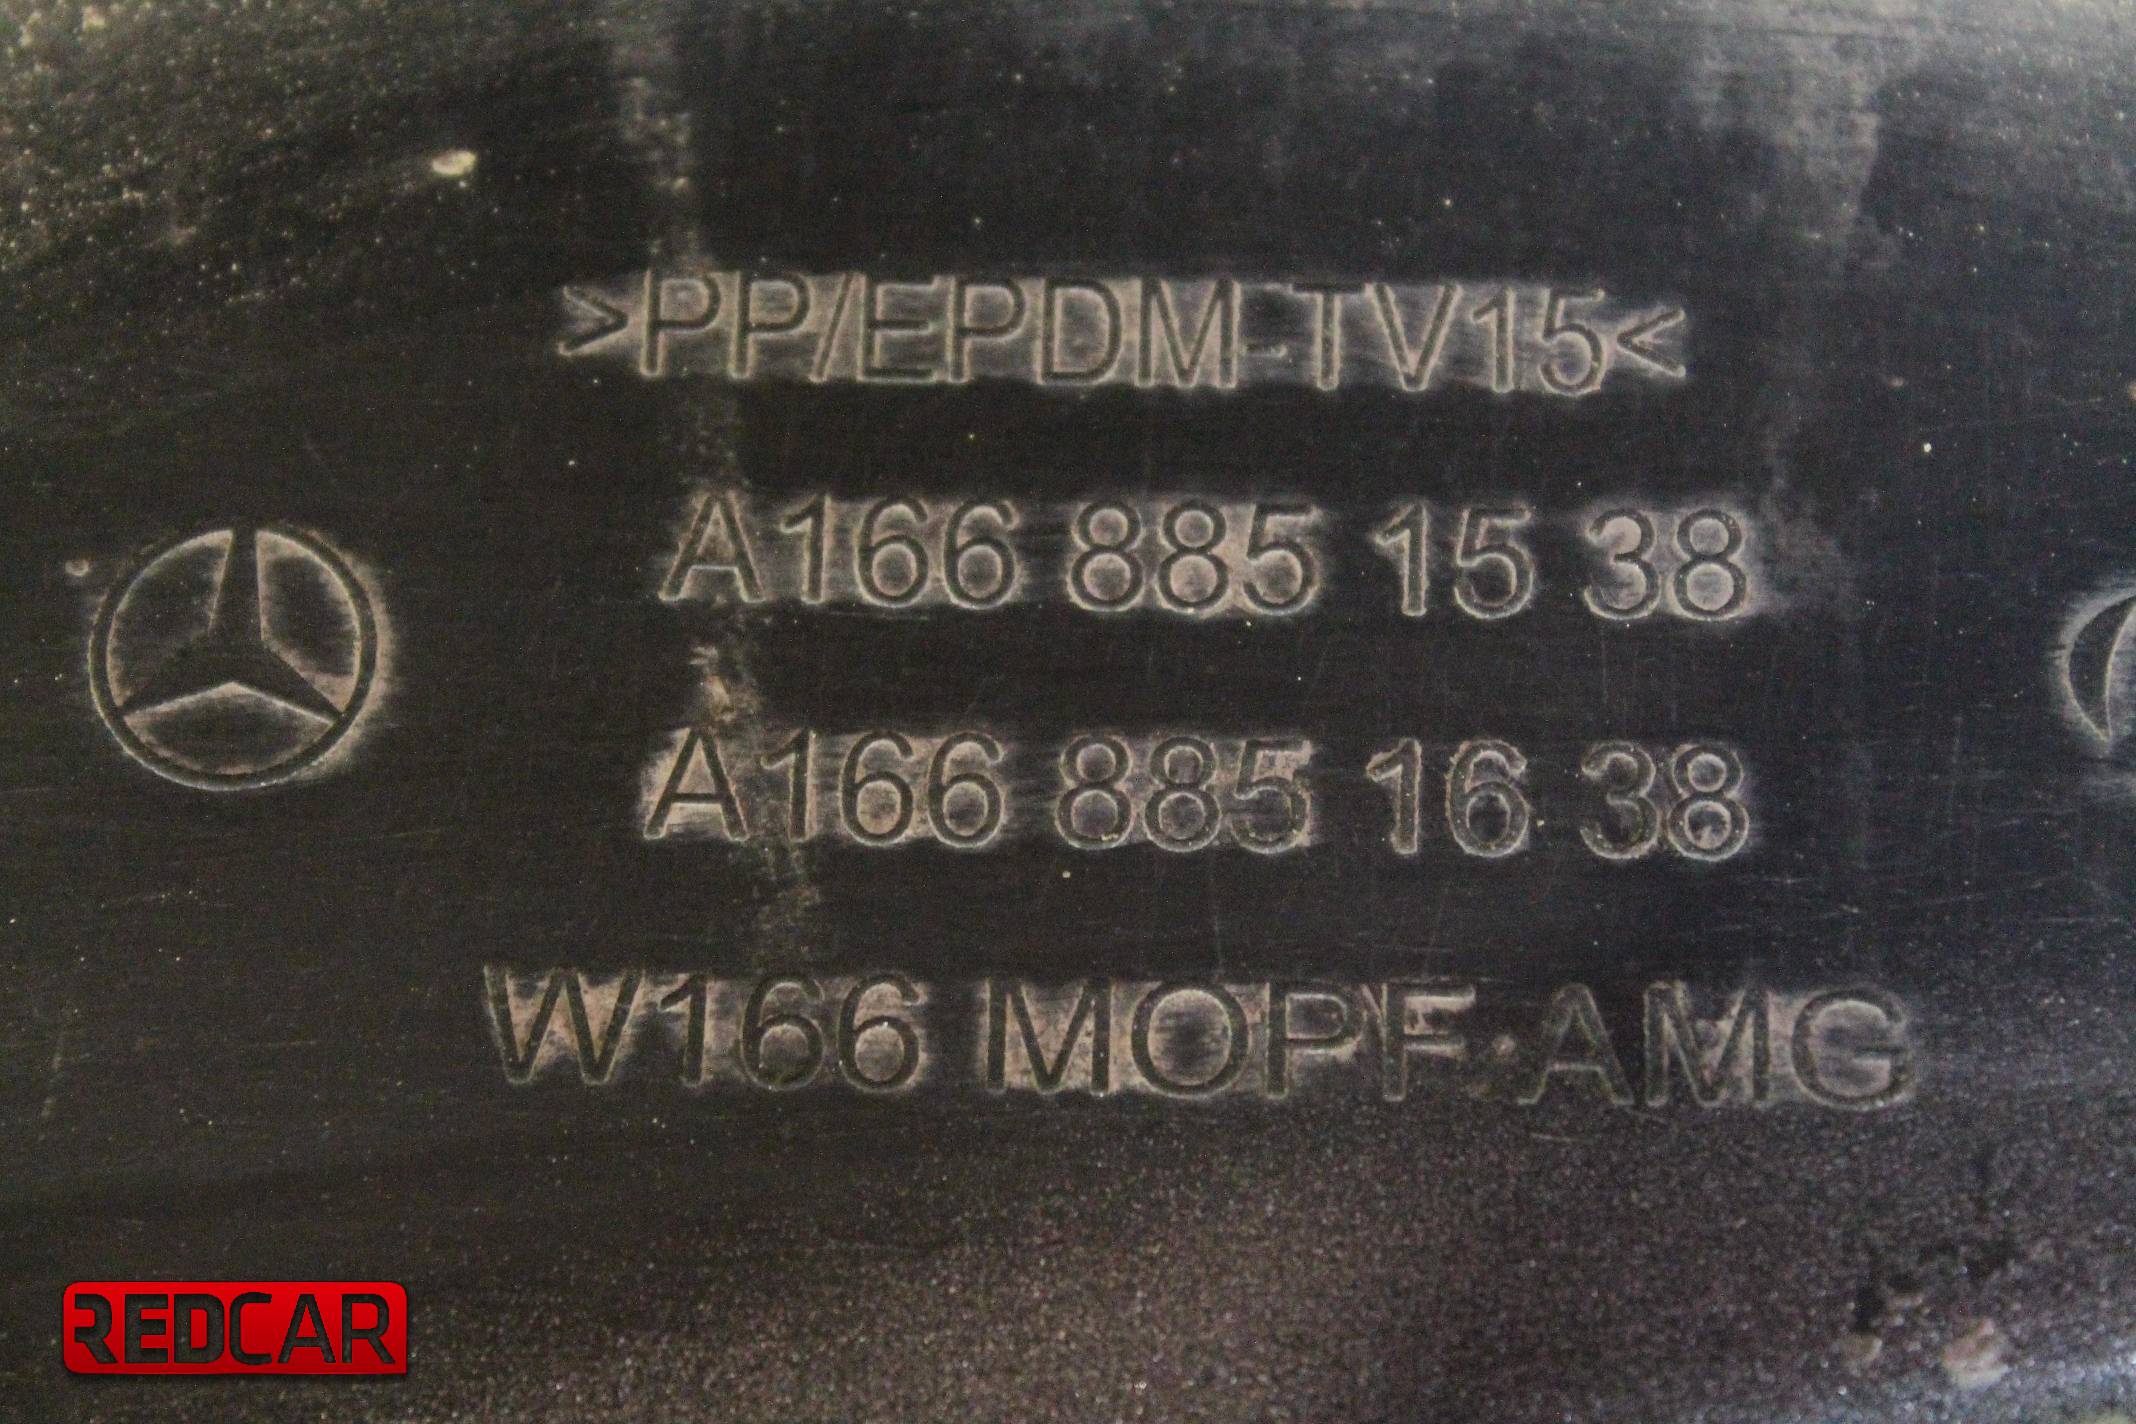 >PP/EPDM-TV15<
A166 885 15 38
A166 885 16 38
W166 MOPF-AMG
REDCAR